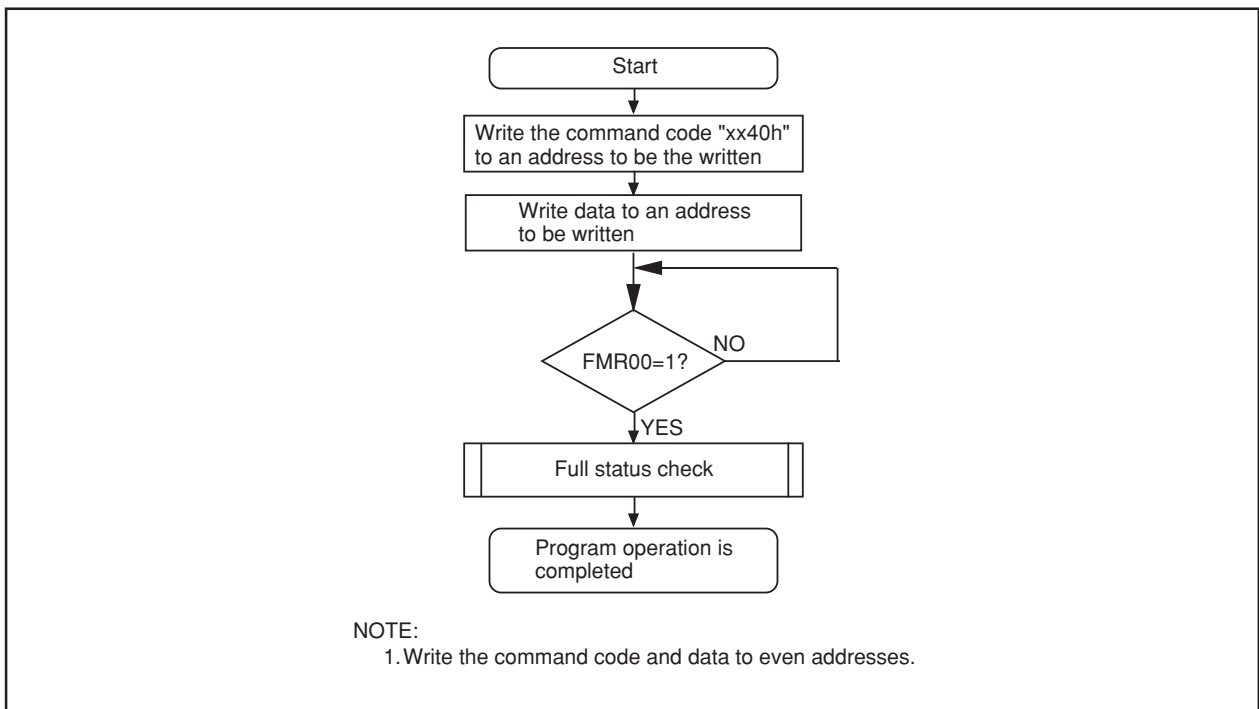 Start
Write the command code "xx40h"
to an address to be the written
Write data to an address
to be written
FMR00=1?
NO
YES
Full status check
Program operation is
completed
NOTE:
1.Write the command code and data to even addresses.